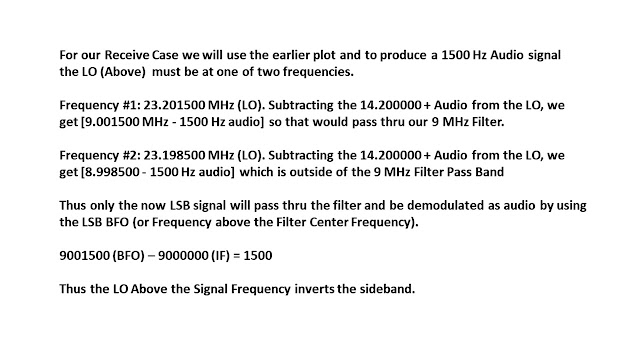 For our Receive Case we will use the earlier plot and to produce a 1500 Hz Audio signal
the LO (Above) must be at one of two frequencies.
Frequency #1: 23.201500 MHz (LO). Subtracting the 14.200000 + Audio from the LO, we
get [9.001500 MHz - 1500 Hz audio] so that would pass thru our 9 MHz Filter.
Frequency #2: 23.198500 MHz (LO). Subtracting the 14.200000 + Audio from the LO, we
get [8.998500 - 1500 Hz audio] which is outside of the 9 MHz Filter Pass Band
Thus only the now LSB signal will pass thru the filter and be demodulated as audio by using
the LSB BFO (or Frequency above the Filter Center Frequency).
9001500 (BFO) – 9000000 (IF) = 1500
Thus the LO Above the Signal Frequency inverts the sideband.